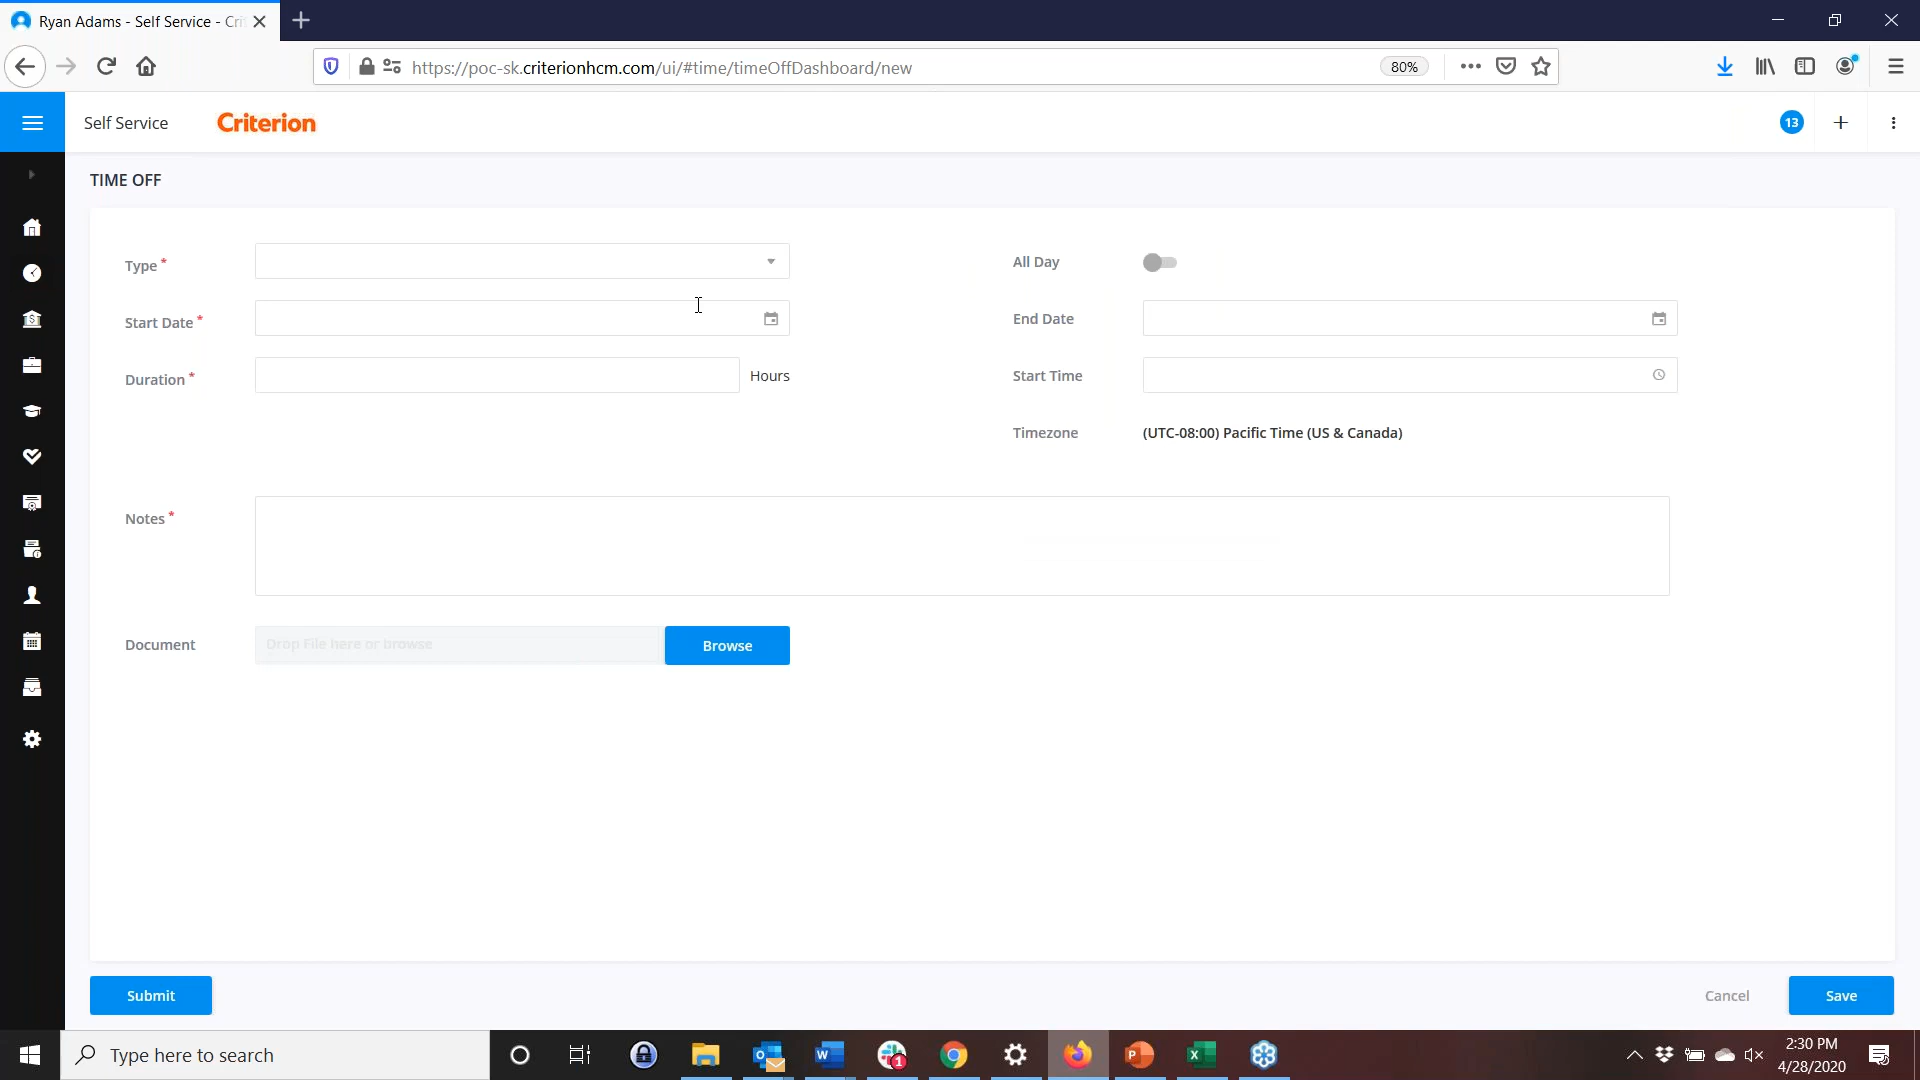 Ryan Adams - Self Service - Cri
https://poc-sk.criterionhcm.com/ui/#time/timeOffDashboard/new
80%
Self Service
Criterion
13
TIME OFF
Type *
All Day
Start Date *
End Date
Duration *
Hours
Start Time
Timezone
(UTC-08:00) Pacific Time (US & Canada)
Notes *
Document
Drop File here or browse
Browse
Submit
Cancel
Save
Type here to search
1
2:30 PM
4/28/2020